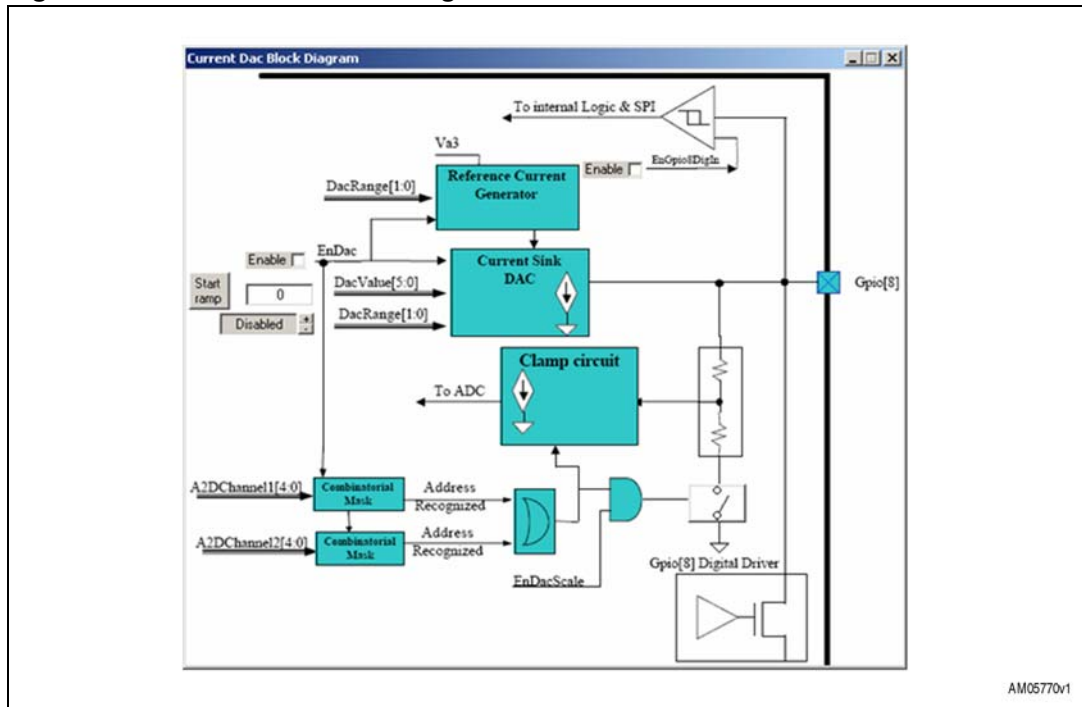 Current Dac Block Diagram
To internal Logic & SPI
Va3
Enable
EnGpio8DigIn
Reference Current
Generator
DacRange[1:0]
Enable
EnDac
Current Sink
DAC
Start
ramp
0
DacValue[5:0]
Gpio[8]
Disabled
+
-
DacRange[1:0]
Clamp circuit
To ADC
A2DChannel1[4:0]
Combinatorial
Mask
Address
Recognized
A2DChannel2[4:0]
Combinatorial
Mask
Address
Recognized
EnDacScale
Gpio[8] Digital Driver
AM05770v1